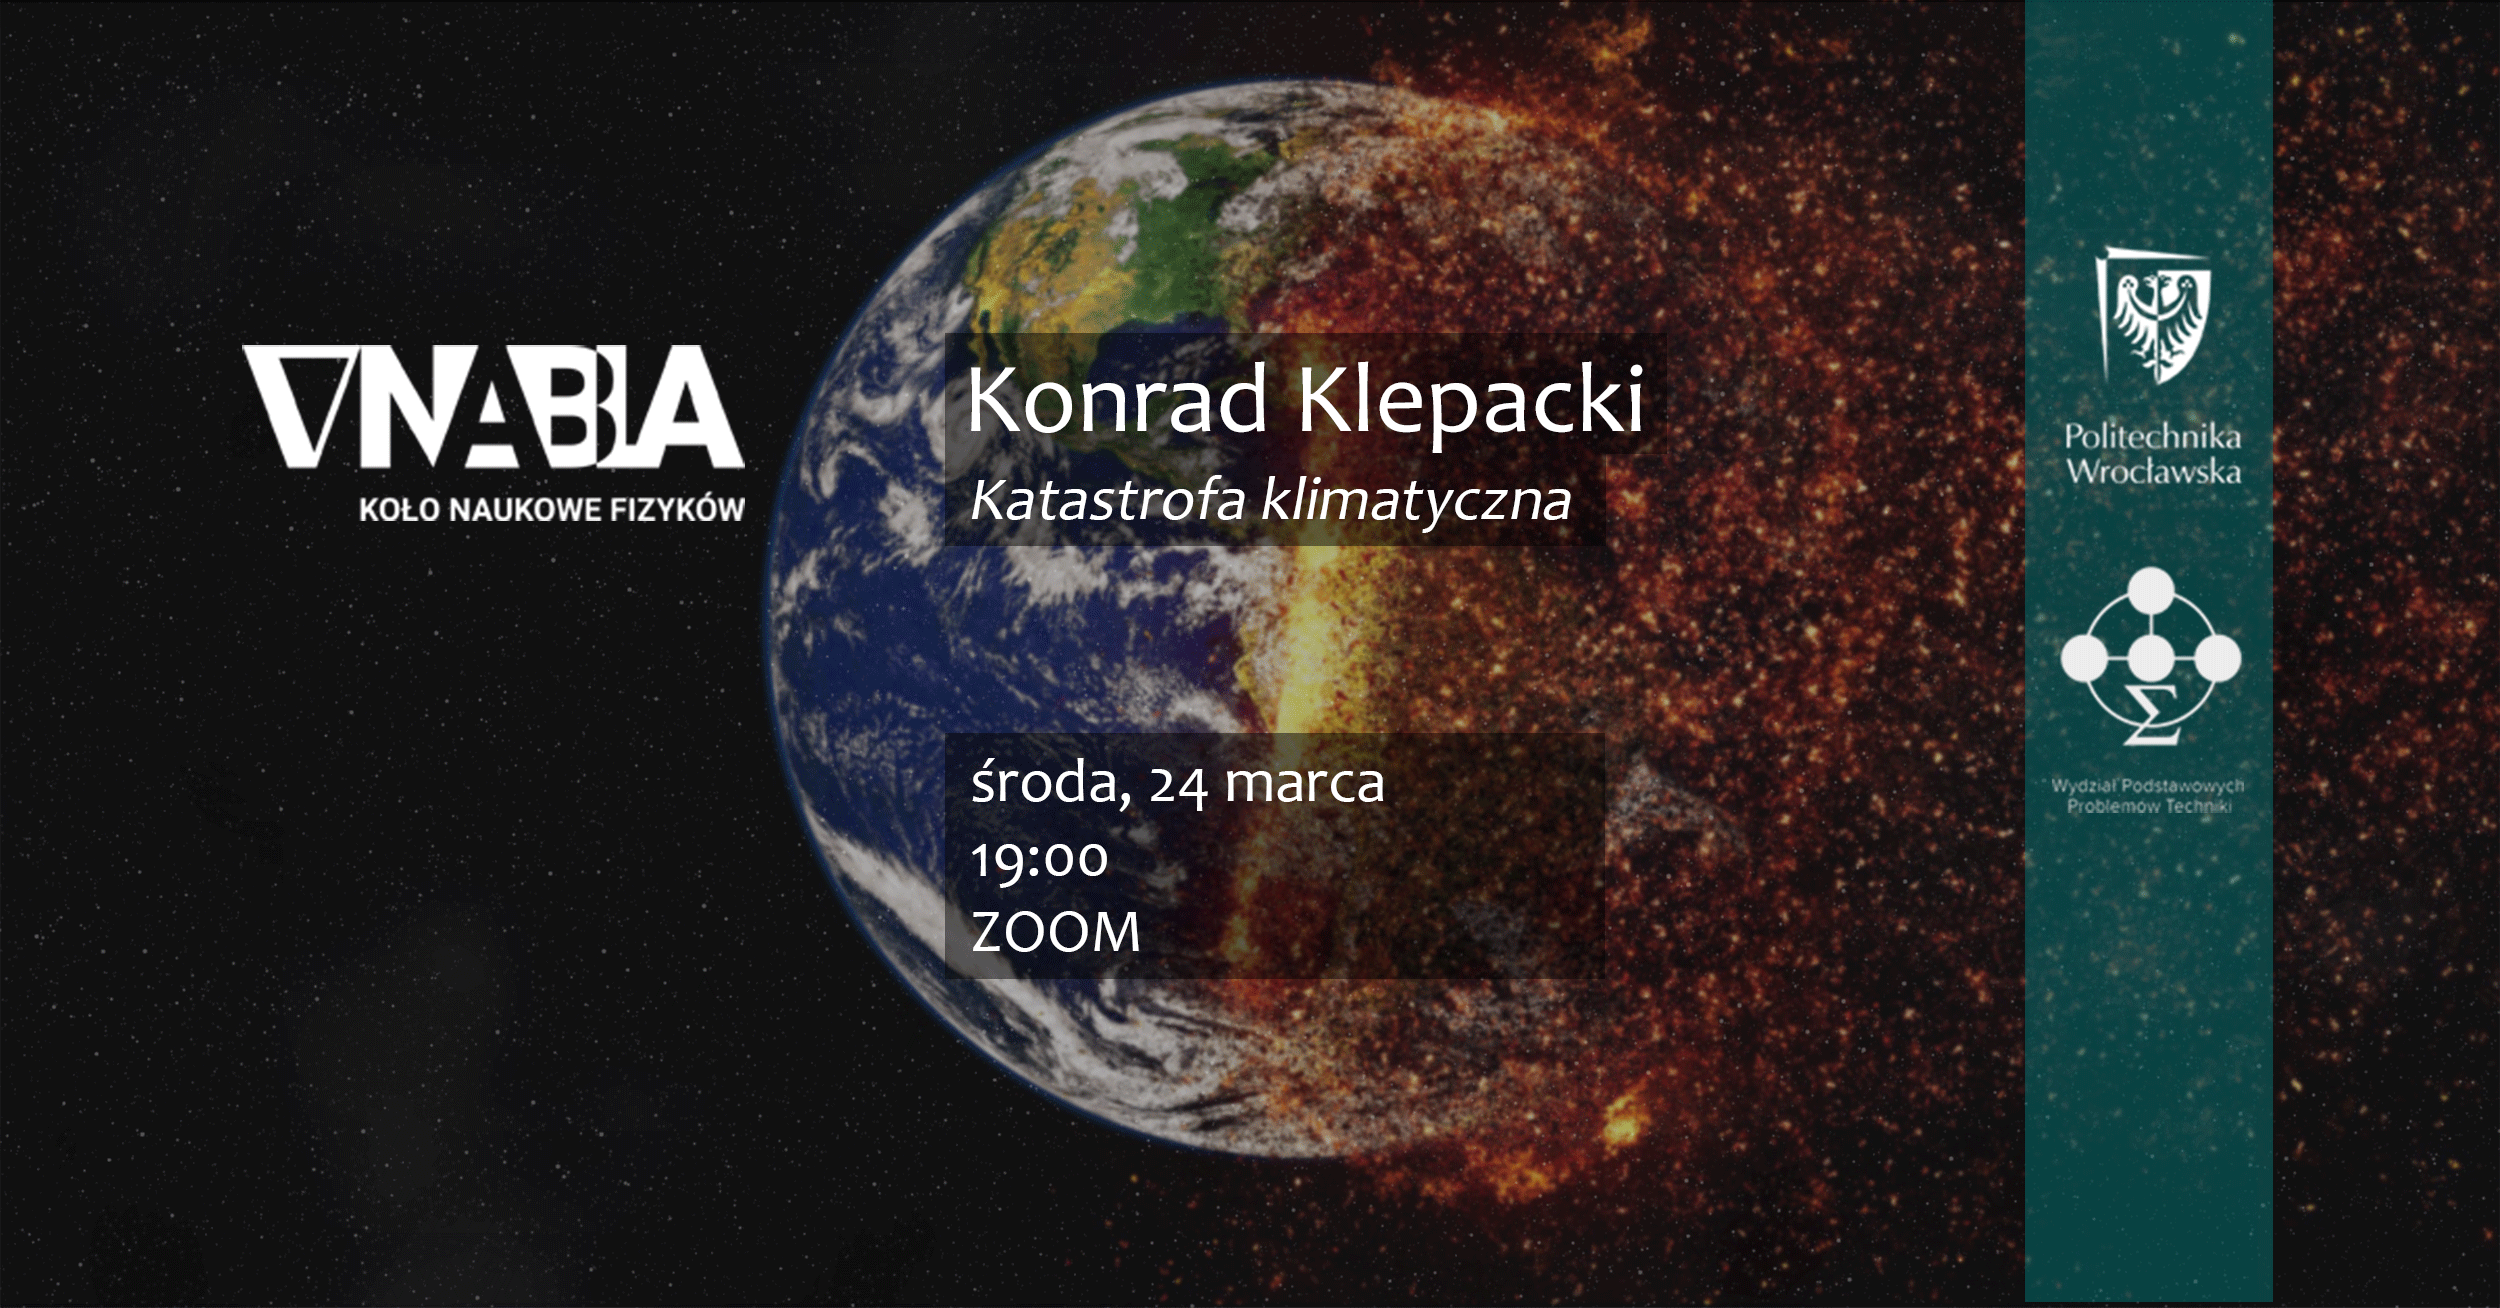 NABLA
KOŁO NAUKOWE FIZYKÓW
Konrad Klepacki
Katastrofa klimatyczna
środa, 24 marca
19:00
ZOOM
Politechnika
Wrocławska
Σ
Wydział Podstawowych
Problemów Techniki